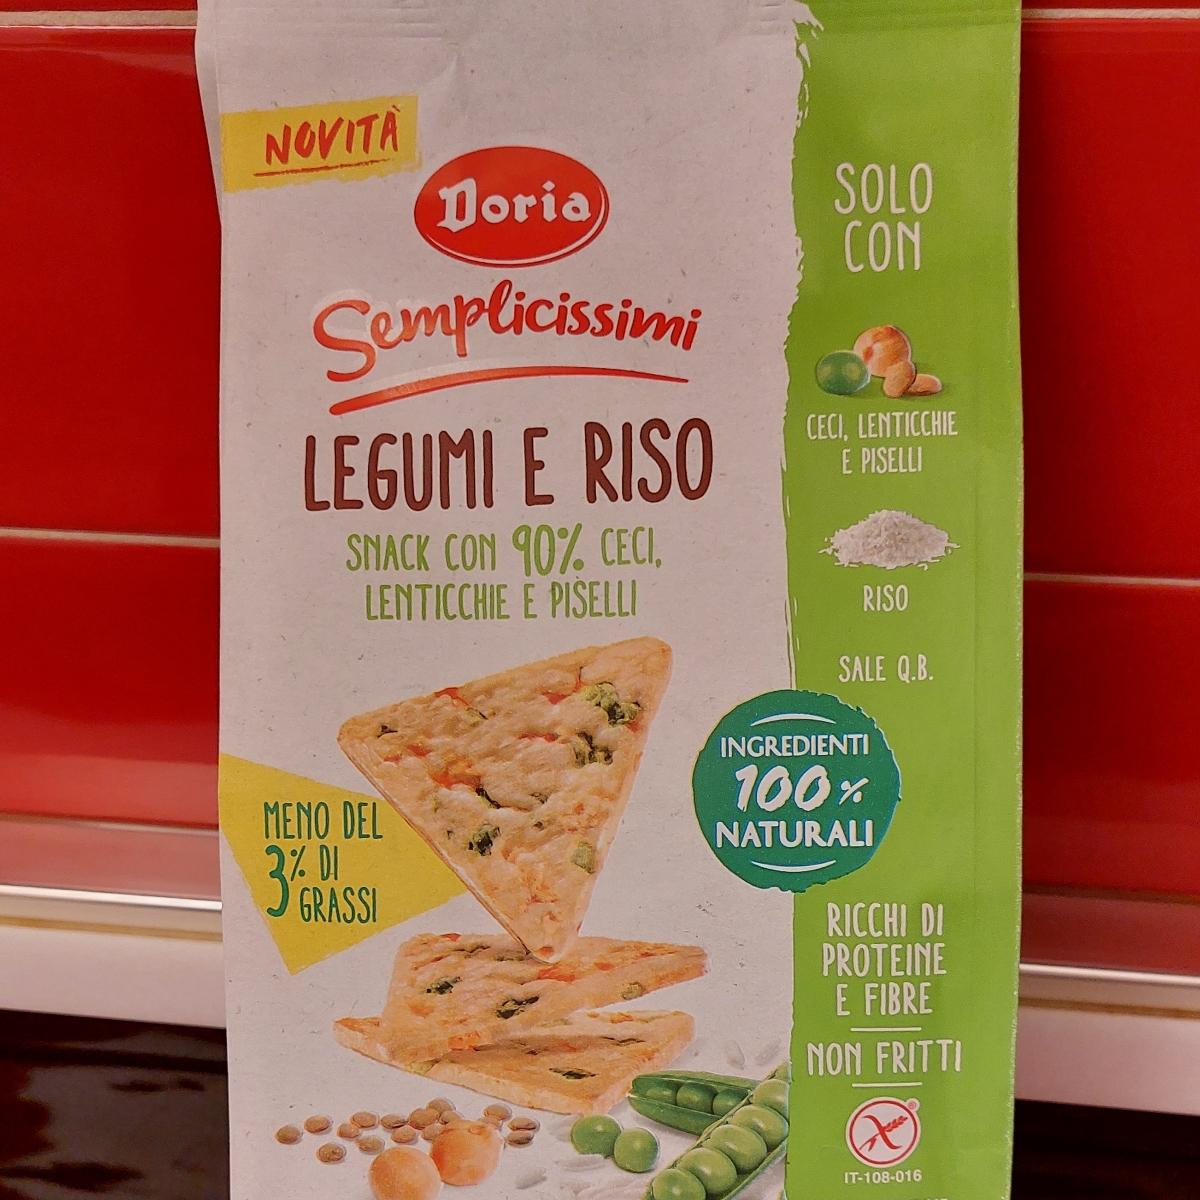 NOVITÀ
Doria
Semplicissimi
LEGUMI E RISO
SNACK CON 90% CECI,
LENTICCHIE E PISELLI
MENO DEL
3% DI
GRASSI
SOLO
CON
CECI, LENTICCHIE
E PISELLI
RISO
SALE Q.B.
INGREDIENTI
100%
NATURALI
RICCHI DI
PROTEINE
E FIBRE
NON FRITTI
IT-108-016